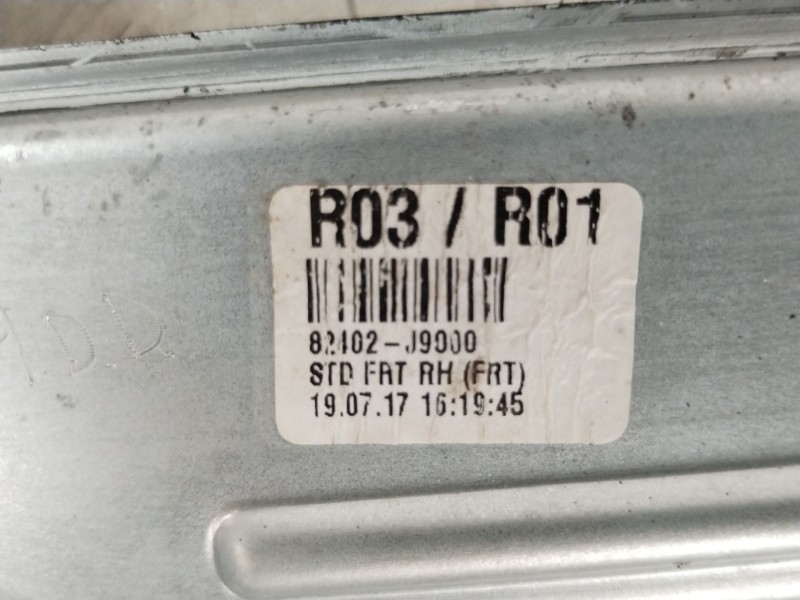 R03 / R01
82402-J9000
STD FRT RH (FRT)
19.07.17 16:19:45